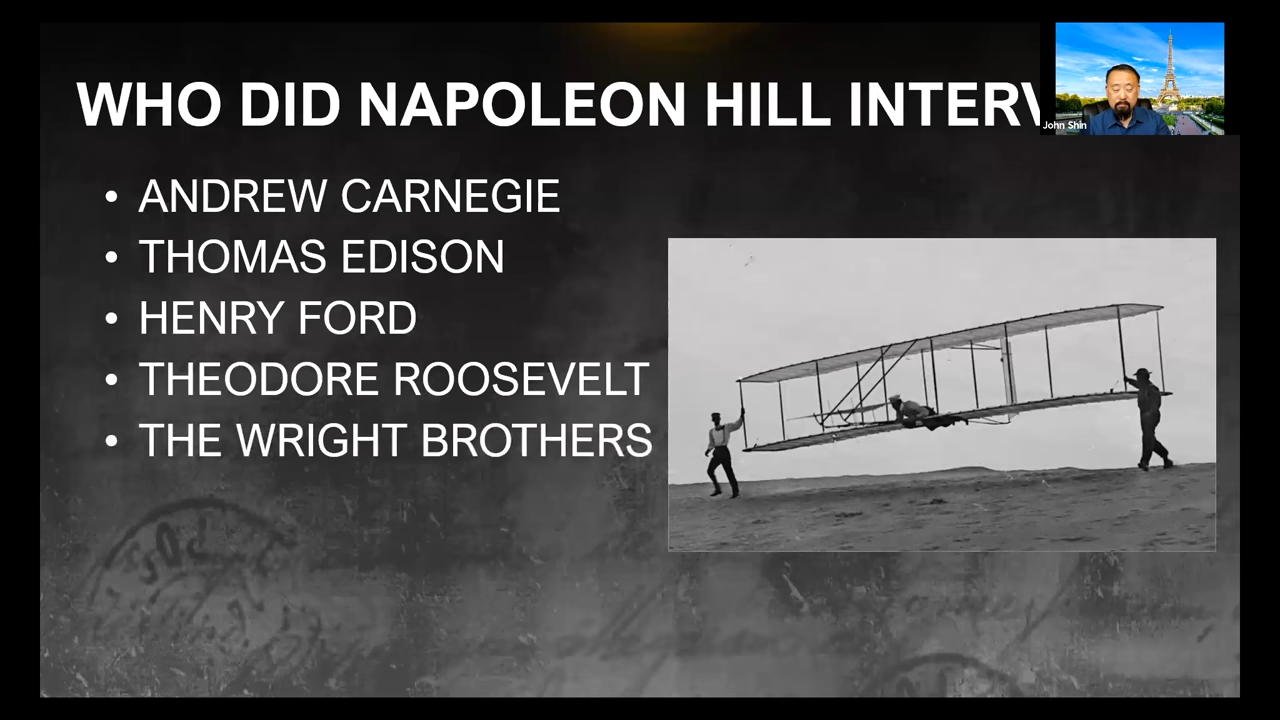 WHO DID NAPOLEON HILL INTERV
John Shin
• ANDREW CARNEGIE
• THOMAS EDISON
• HENRY FORD
• THEODORE ROOSEVELT
• THE WRIGHT BROTHERS